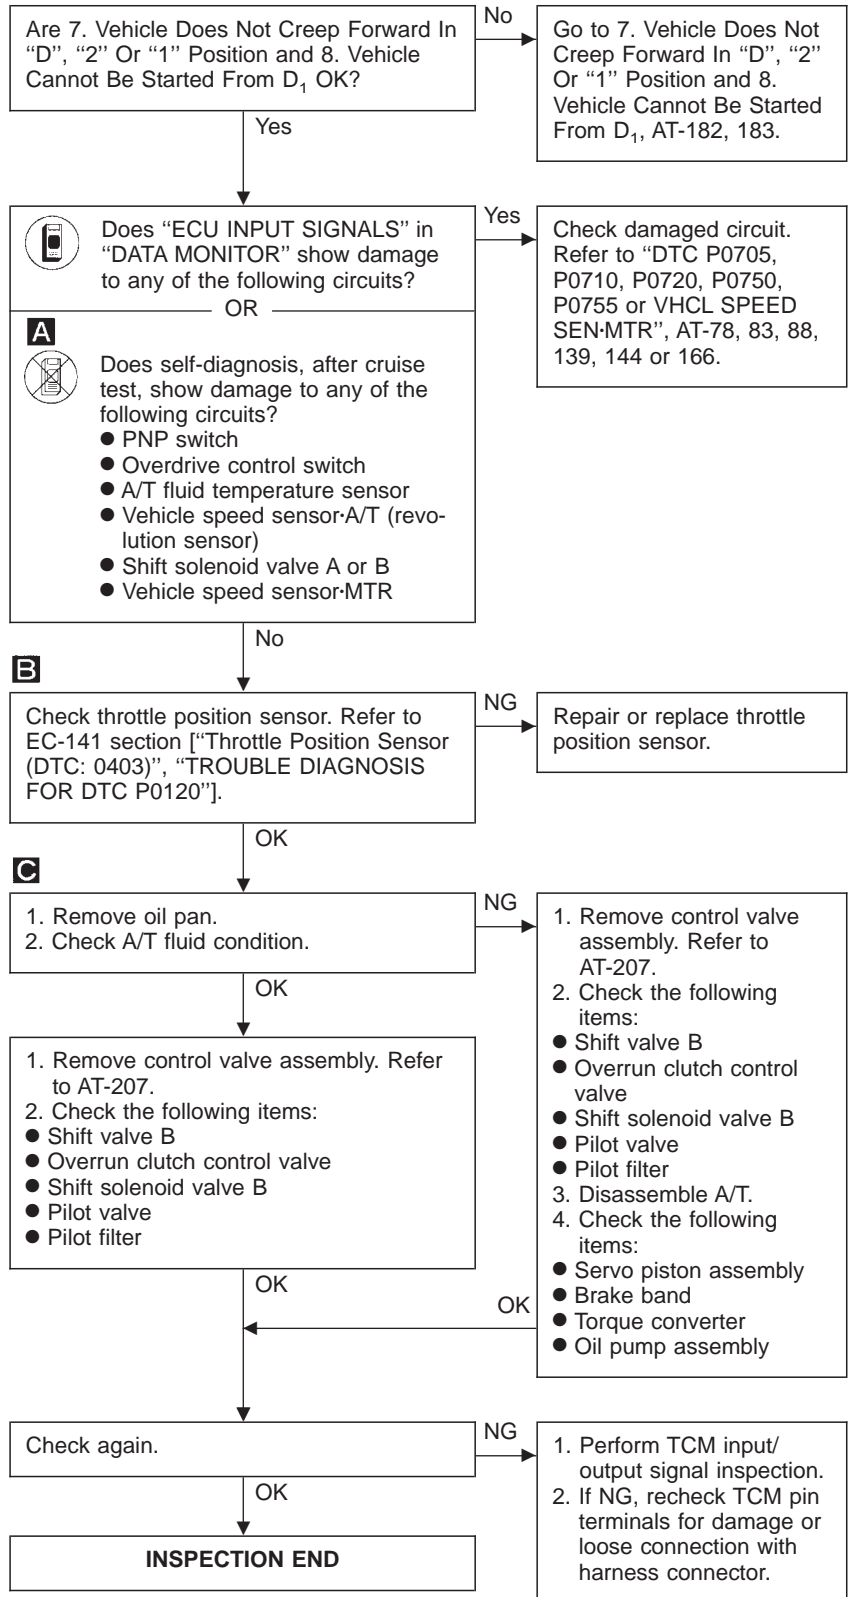 Are 7. Vehicle Does Not Creep Forward In
“D”, “2” Or “1” Position and 8. Vehicle
Cannot Be Started From D1 OK?
No
Go to 7. Vehicle Does Not
Creep Forward In “D”, “2”
Or “1” Position and 8.
Vehicle Cannot Be Started
From D1, AT-182, 183.
Yes
Does “ECU INPUT SIGNALS” in
“DATA MONITOR” show damage
to any of the following circuits?
OR
A
Does self-diagnosis, after cruise
test, show damage to any of the
following circuits?
● PNP switch
● Overdrive control switch
● A/T fluid temperature sensor
● Vehicle speed sensor·A/T (revo-
lution sensor)
● Shift solenoid valve A or B
● Vehicle speed sensor·MTR
Yes
Check damaged circuit.
Refer to “DTC P0705,
P0710, P0720, P0750,
P0755 or VHCL SPEED
SEN·MTR”, AT-78, 83, 88,
139, 144 or 166.
No
B
Check throttle position sensor. Refer to
EC-141 section [“Throttle Position Sensor
(DTC: 0403)”, “TROUBLE DIAGNOSIS
FOR DTC P0120”].
NG
Repair or replace throttle
position sensor.
OK
C
1. Remove oil pan.
2. Check A/T fluid condition.
NG
1. Remove control valve
assembly. Refer to
AT-207.
2. Check the following
items:
● Shift valve B
● Overrun clutch control
valve
● Shift solenoid valve B
● Pilot valve
● Pilot filter
3. Disassemble A/T.
4. Check the following
items:
● Servo piston assembly
● Brake band
● Torque converter
● Oil pump assembly
OK
1. Remove control valve assembly. Refer
to AT-207.
2. Check the following items:
● Shift valve B
● Overrun clutch control valve
● Shift solenoid valve B
● Pilot valve
● Pilot filter
OK
OK
Check again.
NG
1. Perform TCM input/
output signal inspection.
2. If NG, recheck TCM pin
terminals for damage or
loose connection with
harness connector.
OK
INSPECTION END